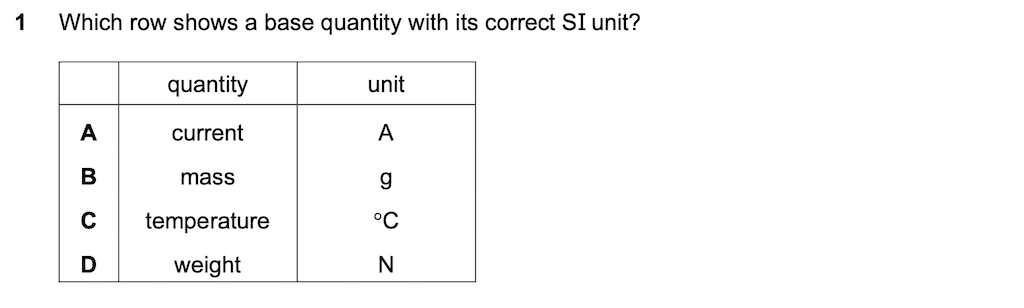 1 Which row shows a base quantity with its correct SI unit?
quantity unit
A current A
B mass g
C temperature °C
D weight N